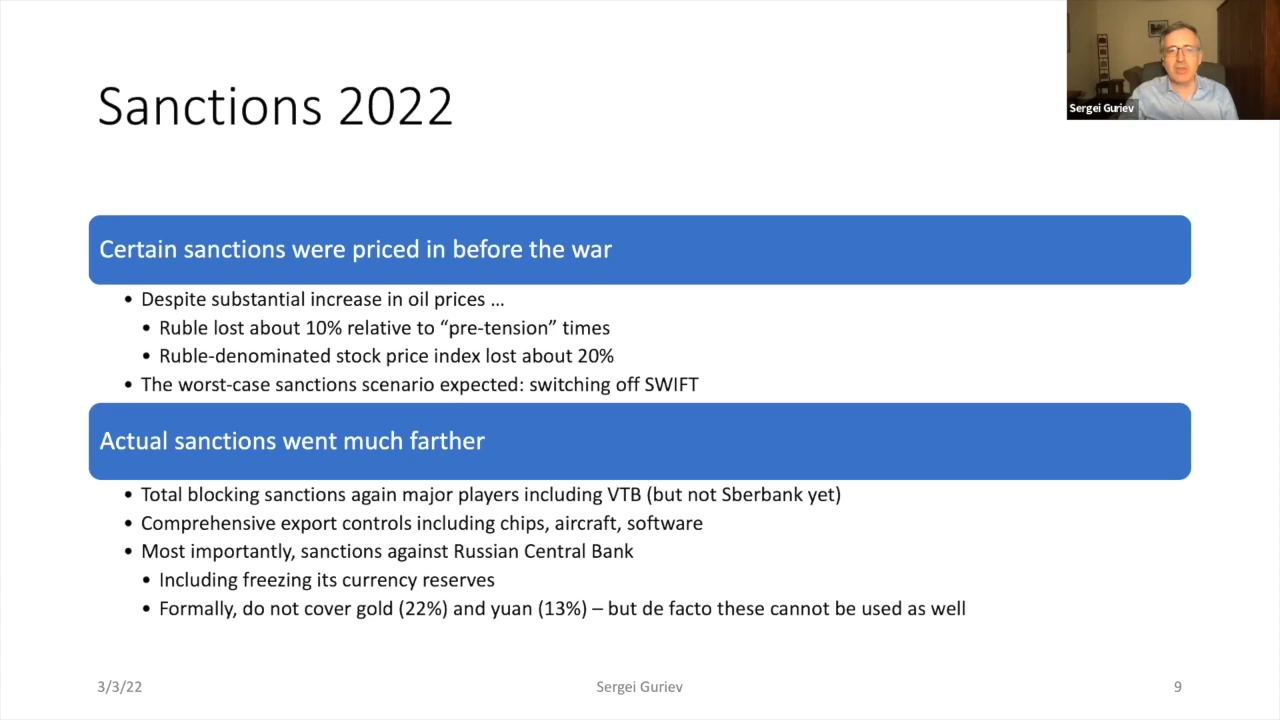 Sanctions 2022
Sergei Guriev
Certain sanctions were priced in before the war
• Despite substantial increase in oil prices …
• Ruble lost about 10% relative to “pre-tension” times
• Ruble-denominated stock price index lost about 20%
• The worst-case sanctions scenario expected: switching off SWIFT
Actual sanctions went much farther
• Total blocking sanctions again major players including VTB (but not Sberbank yet)
• Comprehensive export controls including chips, aircraft, software
• Most importantly, sanctions against Russian Central Bank
• Including freezing its currency reserves
• Formally, do not cover gold (22%) and yuan (13%) – but de facto these cannot be used as well
3/3/22
Sergei Guriev
9